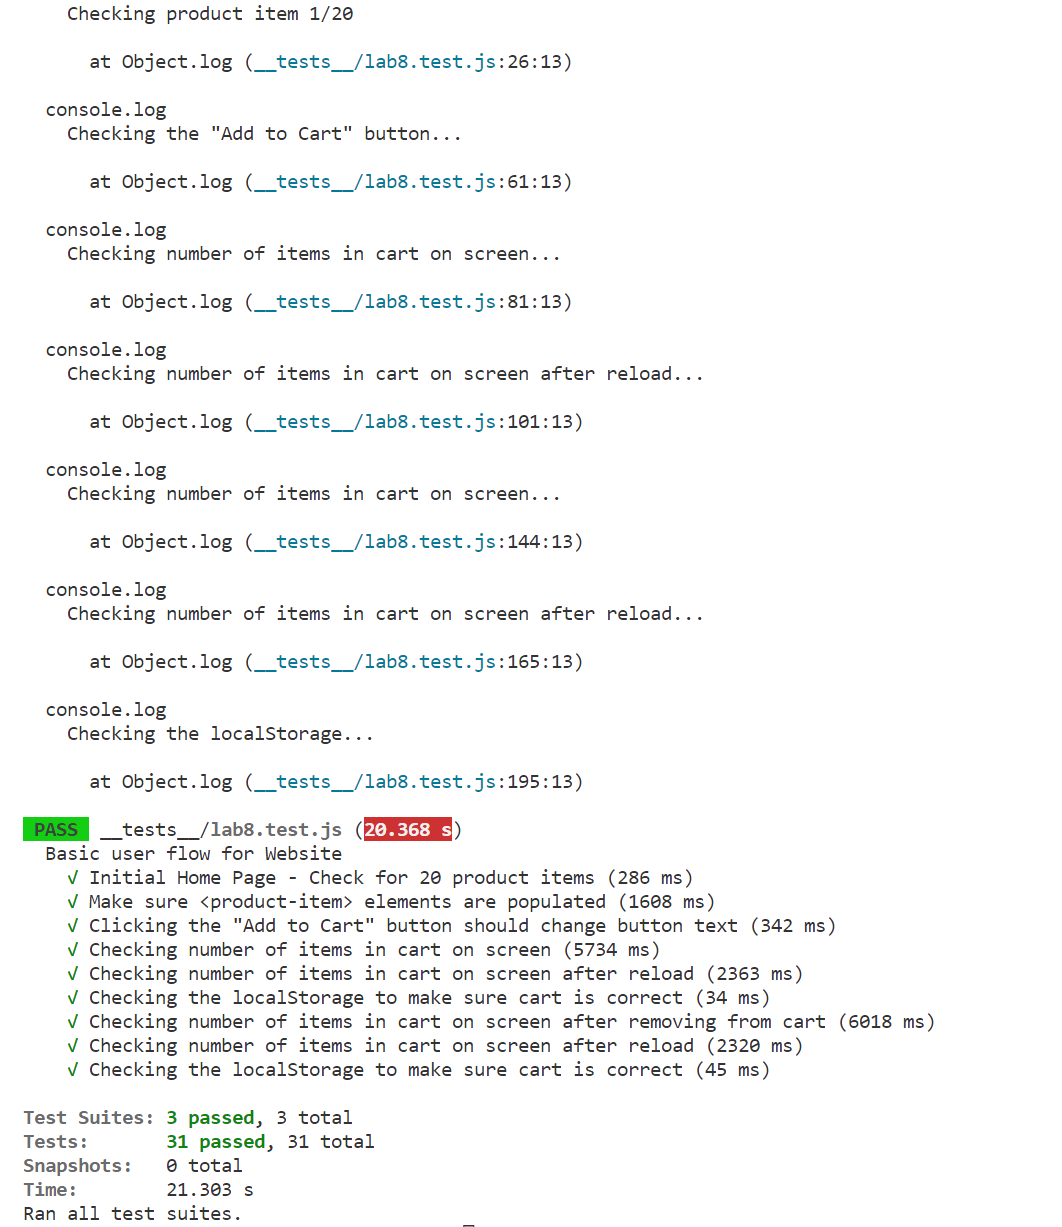 Checking product item 1/20
at Object.log (__tests__/lab8.test.js:26:13)
console.log
Checking the "Add to Cart" button...
at Object.log (__tests__/lab8.test.js:61:13)
console.log
Checking number of items in cart on screen...
at Object.log (__tests__/lab8.test.js:81:13)
console.log
Checking number of items in cart on screen after reload...
at Object.log (__tests__/lab8.test.js:101:13)
console.log
Checking number of items in cart on screen...
at Object.log (__tests__/lab8.test.js:144:13)
console.log
Checking number of items in cart on screen after reload...
at Object.log (__tests__/lab8.test.js:165:13)
console.log
Checking the localStorage...
at Object.log (__tests__/lab8.test.js:195:13)
PASS __tests__/lab8.test.js (20.368 s)
Basic user flow for Website
√ Initial Home Page - Check for 20 product items (286 ms)
√ Make sure <product-item> elements are populated (1608 ms)
√ Clicking the "Add to Cart" button should change button text (342 ms)
√ Checking number of items in cart on screen (5734 ms)
√ Checking number of items in cart on screen after reload (2363 ms)
√ Checking the localStorage to make sure cart is correct (34 ms)
√ Checking number of items in cart on screen after removing from cart (6018 ms)
√ Checking number of items in cart on screen after reload (2320 ms)
√ Checking the localStorage to make sure cart is correct (45 ms)
Test Suites: 3 passed, 3 total
Tests: 31 passed, 31 total
Snapshots: 0 total
Time: 21.303 s
Ran all test suites.